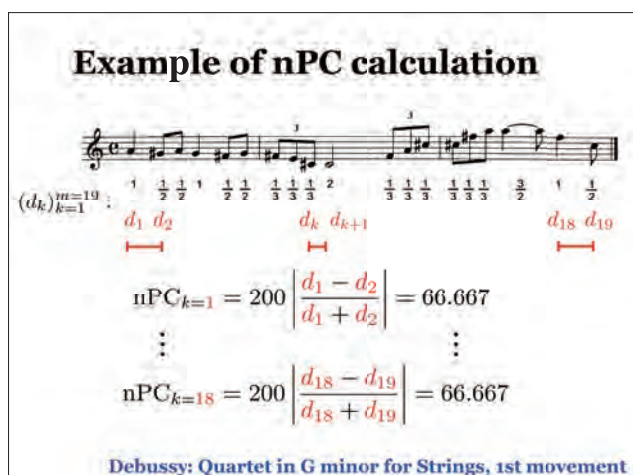 Example of nPC calculation
3 3
1 1/2 1/2 1 1/2 1/2 1/3 1/3 1/3 2 1/3 1/3 1/3 1/3 1/3 1/3 3/2 1 1/2
(d_k)_{k=1}^{m=19} :
d_1 d_2 d_k d_{k+1} d_18 d_19
nPC_{k=1} = 200 |(d_1 − d_2)/(d_1 + d_2)| = 66.667
⋮ ⋮
nPC_{k=18} = 200 |(d_18 − d_19)/(d_18 + d_19)| = 66.667
Debussy: Quartet in G minor for Strings, 1st movement